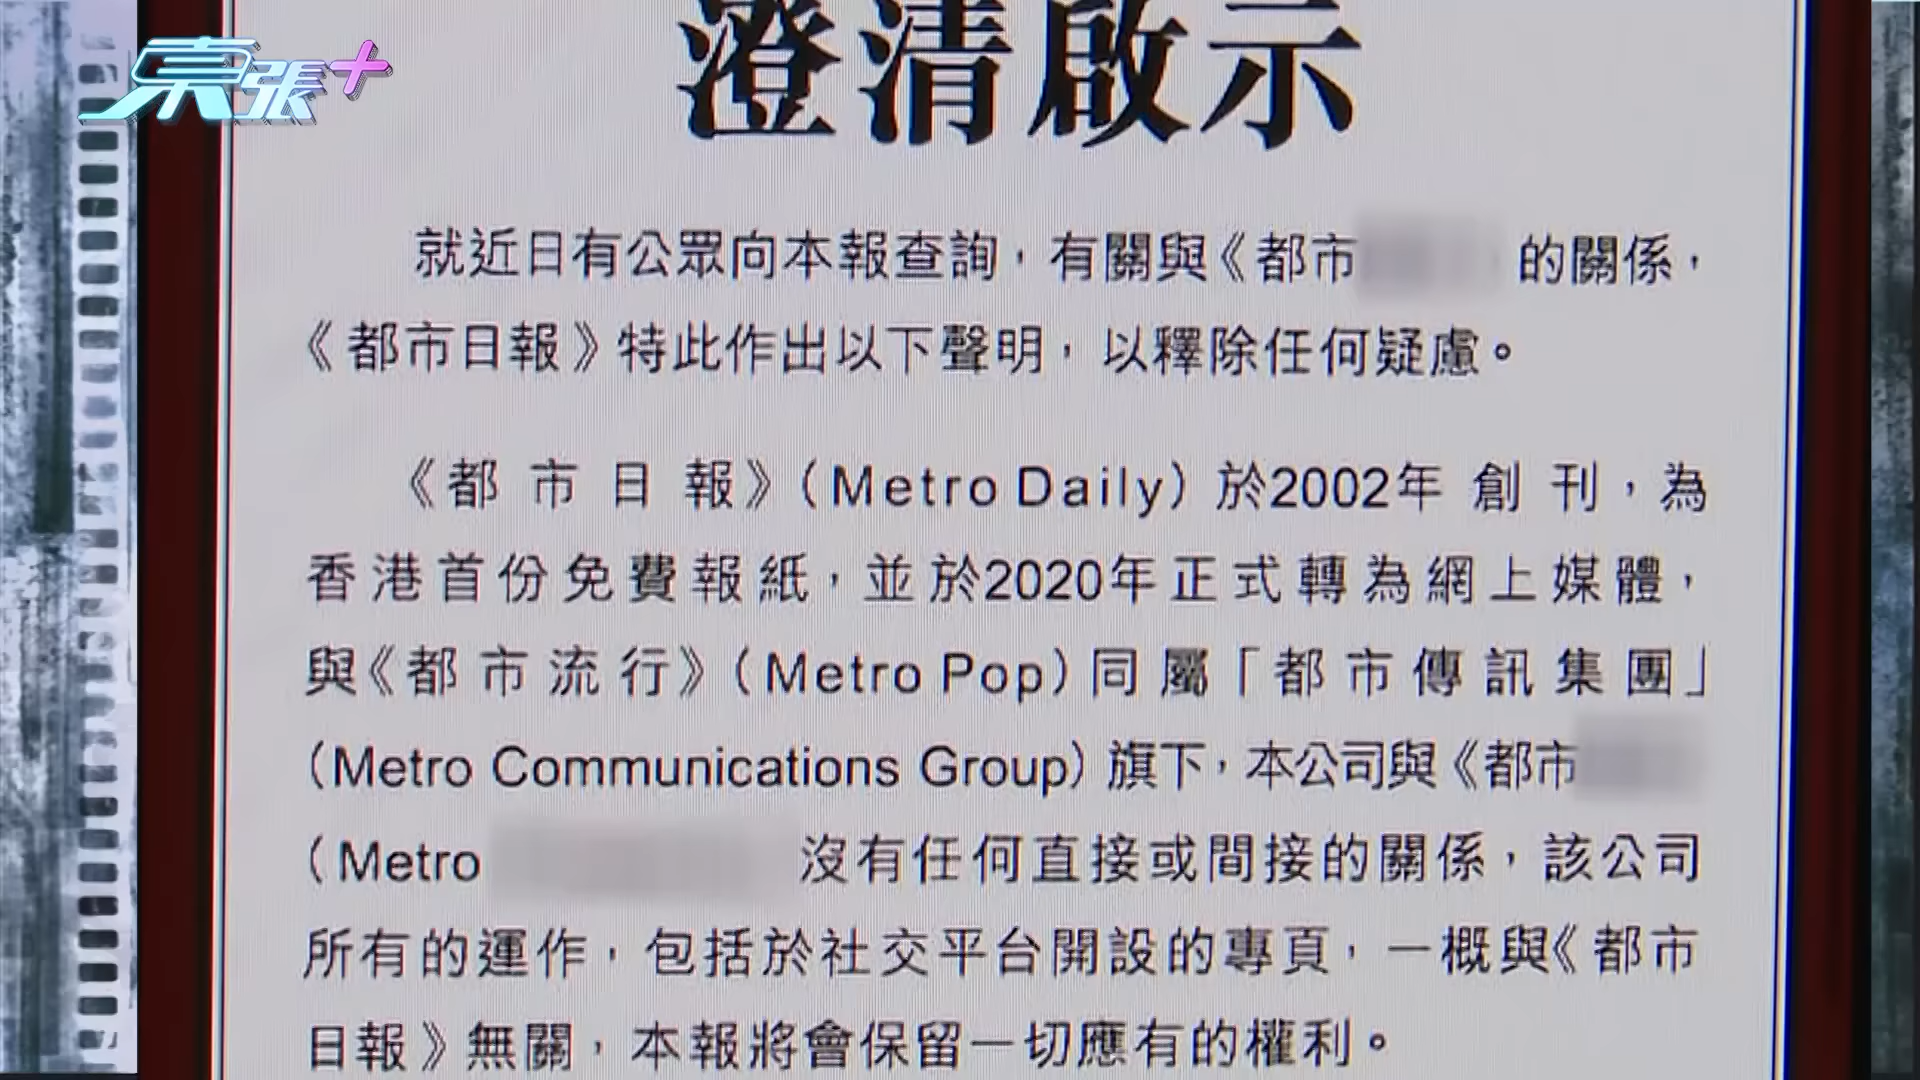 東張+
澄清啟示
就近日有公眾向本報查詢，有關與《都市 的關係，
《都市日報》特此作出以下聲明，以釋除任何疑慮。
《都市日報》（Metro Daily）於2002年創刊，為
香港首份免費報紙，並於2020年正式轉為網上媒體，
與《都市流行》（Metro Pop）同屬「都市傳訊集團」
（Metro Communications Group）旗下，本公司與《都市
（Metro 沒有任何直接或間接的關係，該公司
所有的運作，包括於社交平台開設的專頁，一概與《都市
日報》無關，本報將會保留一切應有的權利。